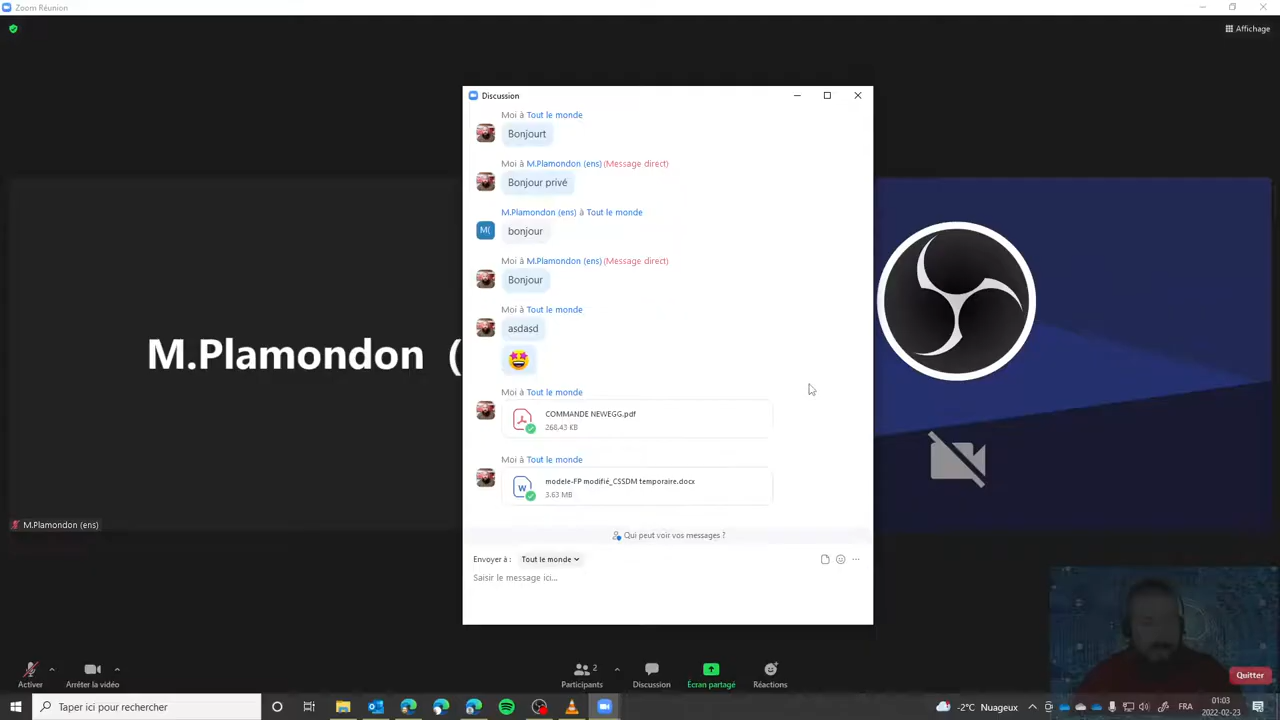 Zoom Réunion
Affichage
Discussion
Moi à Tout le monde
Bonjourt
Moi à M.Plamondon (ens) (Message direct)
Bonjour privé
M.Plamondon (ens) à Tout le monde
M(
bonjour
Moi à M.Plamondon (ens) (Message direct)
Bonjour
Moi à Tout le monde
asdasd
Moi à Tout le monde
COMMANDE NEWEGG.pdf
268.43 KB
Moi à Tout le monde
W
modele-FP modifié_CSSDM temporaire.docx
3.63 MB
Qui peut voir vos messages ?
Envoyer à : Tout le monde
Saisir le message ici...
M.Plamondon (
M.Plamondon (ens)
Activer
Arrêter la vidéo
2
Participants
Discussion
Écran partagé
Réactions
Quitter
Taper ici pour rechercher
-2°C Nuageux
FRA
01:03
2022-02-23